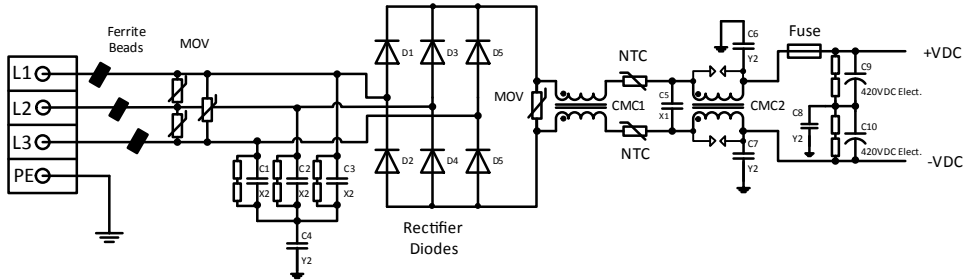 Ferrite
Beads
MOV
L1
L2
L3
PE
C1
X2
C2
X2
C3
X2
C4
Y2
D1
D3
D5
D2
D4
D5
Rectifier
Diodes
MOV
CMC1
NTC
NTC
C5
X1
C6
Y2
CMC2
C7
Y2
Fuse
C8
Y2
C9
420VDC Elect.
C10
420VDC Elect.
+VDC
-VDC